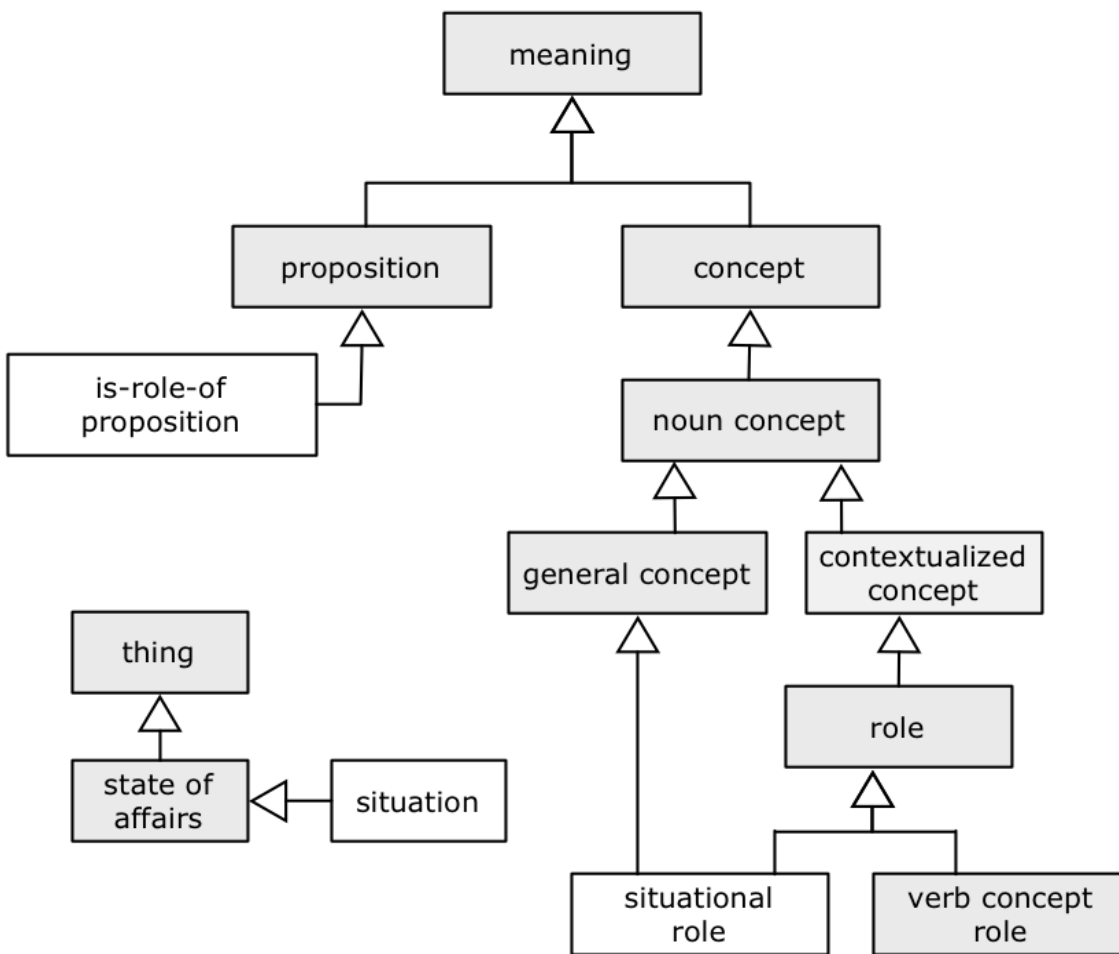 meaning
proposition
concept
is-role-of
proposition
noun concept
general concept
contextualized
concept
thing
role
state of
affairs
situation
situational
role
verb concept
role